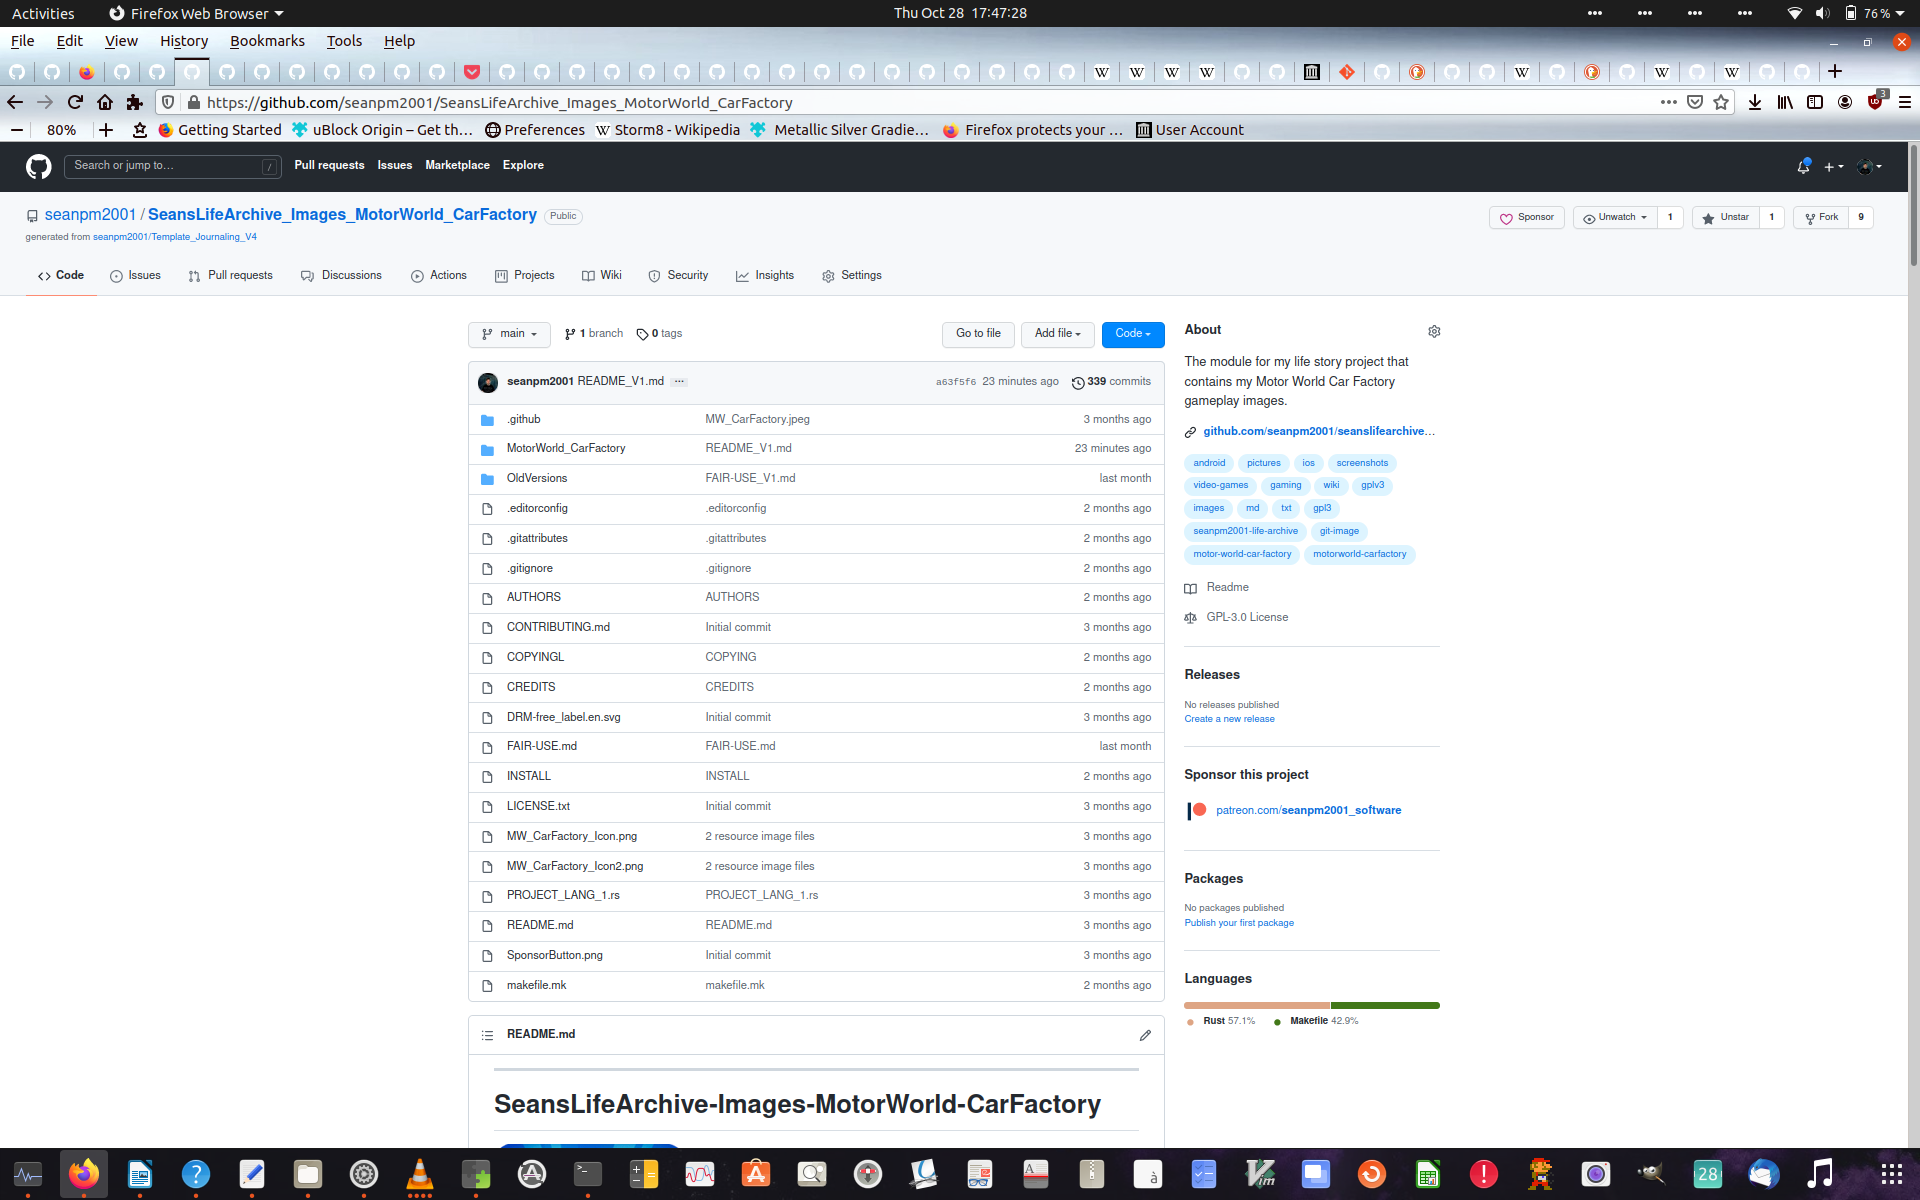 Activities Firefox Web Browser Thu Oct 28 17:47:28 76%
File Edit View History Bookmarks Tools Help
https://github.com/seanpm2001/SeansLifeArchive_Images_MotorWorld_CarFactory 3
80% Getting Started uBlock Origin – Get th… Preferences Storm8 - Wikipedia Metallic Silver Gradie… Firefox protects your … User Account
Search or jump to… / Pull requests Issues Marketplace Explore
seanpm2001 / SeansLifeArchive_Images_MotorWorld_CarFactory Public Sponsor Unwatch 1 Unstar 1 Fork 9
generated from seanpm2001/Template_Journaling_V4
Code Issues Pull requests Discussions Actions Projects Wiki Security Insights Settings
main 1 branch 0 tags Go to file Add file Code
seanpm2001 README_V1.md ... a63f5f6 23 minutes ago 339 commits
.github MW_CarFactory.jpeg 3 months ago
MotorWorld_CarFactory README_V1.md 23 minutes ago
OldVersions FAIR-USE_V1.md last month
.editorconfig .editorconfig 2 months ago
.gitattributes .gitattributes 2 months ago
.gitignore .gitignore 2 months ago
AUTHORS AUTHORS 2 months ago
CONTRIBUTING.md Initial commit 3 months ago
COPYINGL COPYING 2 months ago
CREDITS CREDITS 2 months ago
DRM-free_label.en.svg Initial commit 3 months ago
FAIR-USE.md FAIR-USE.md last month
INSTALL INSTALL 2 months ago
LICENSE.txt Initial commit 3 months ago
MW_CarFactory_Icon.png 2 resource image files 3 months ago
MW_CarFactory_Icon2.png 2 resource image files 3 months ago
PROJECT_LANG_1.rs PROJECT_LANG_1.rs 3 months ago
README.md README.md 3 months ago
SponsorButton.png Initial commit 3 months ago
makefile.mk makefile.mk 2 months ago
README.md
SeansLifeArchive-Images-MotorWorld-CarFactory
About
The module for my life story project that
contains my Motor World Car Factory
gameplay images.
github.com/seanpm2001/seanslifearchive…
android pictures ios screenshots
video-games gaming wiki gplv3
images md txt gpl3
seanpm2001-life-archive git-image
motor-world-car-factory motorworld-carfactory
Readme
GPL-3.0 License
Releases
No releases published
Create a new release
Sponsor this project
patreon.com/seanpm2001_software
Packages
No packages published
Publish your first package
Languages
Rust 57.1% Makefile 42.9%
28